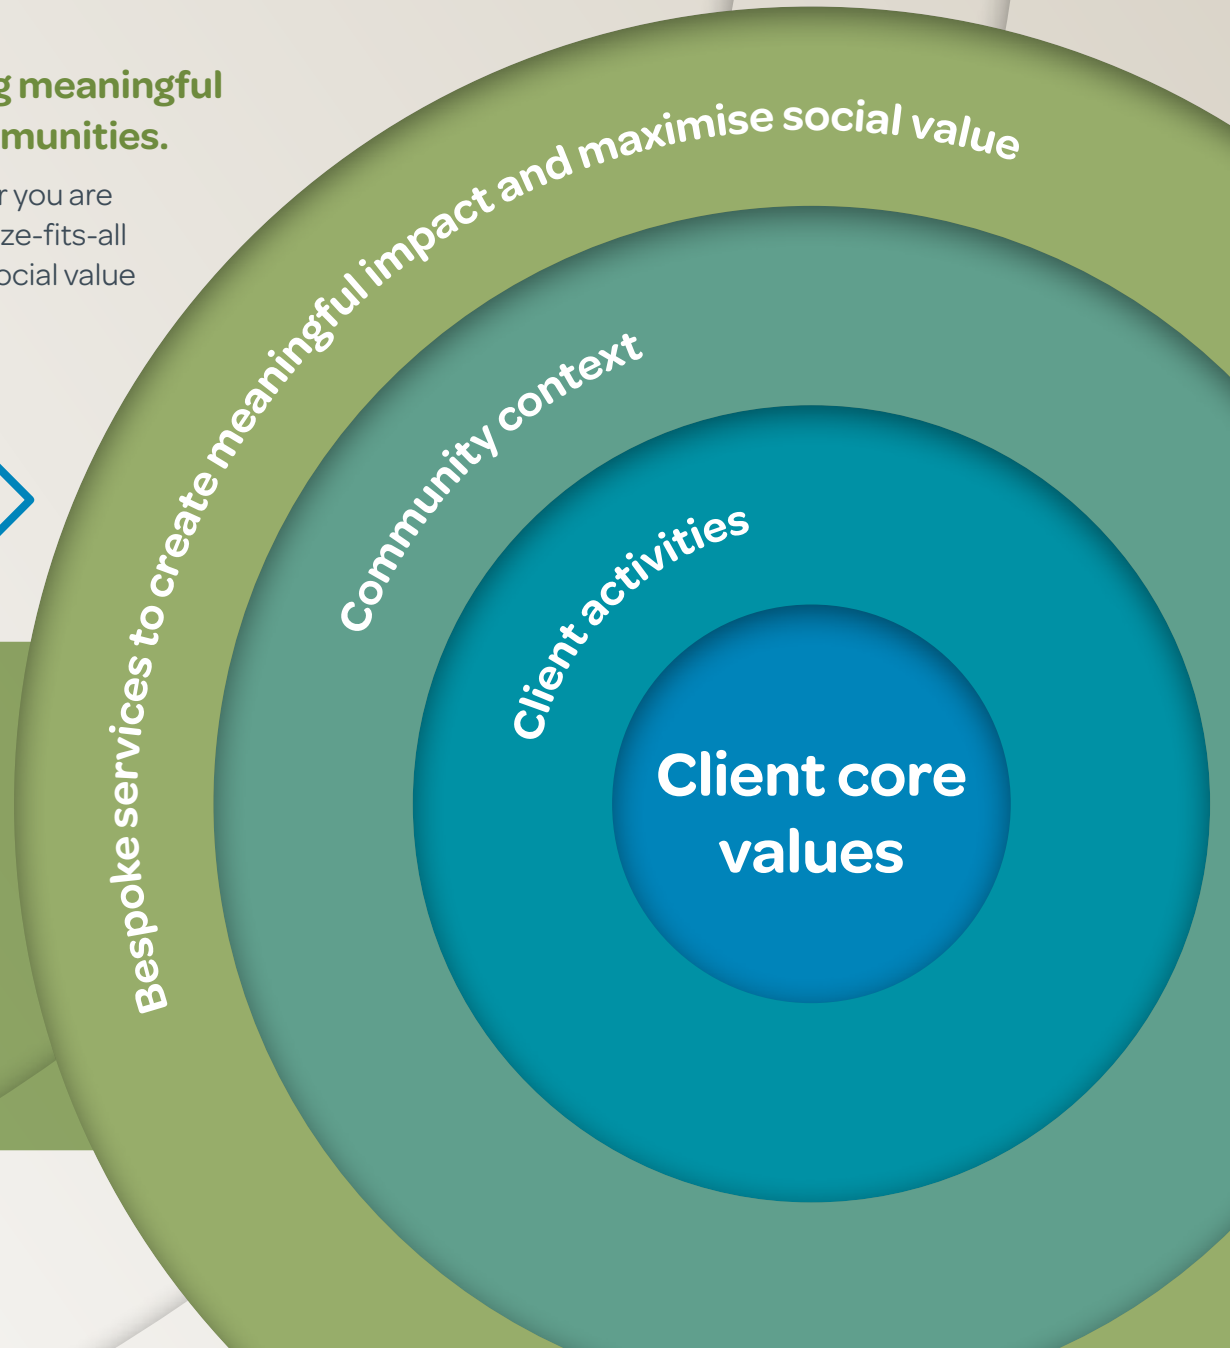 meaningful
munities.
you are
ze-fits-all
ocial value
Bespoke services to create meaningful impact and maximise social value
Community context
Client activities
Client core
values